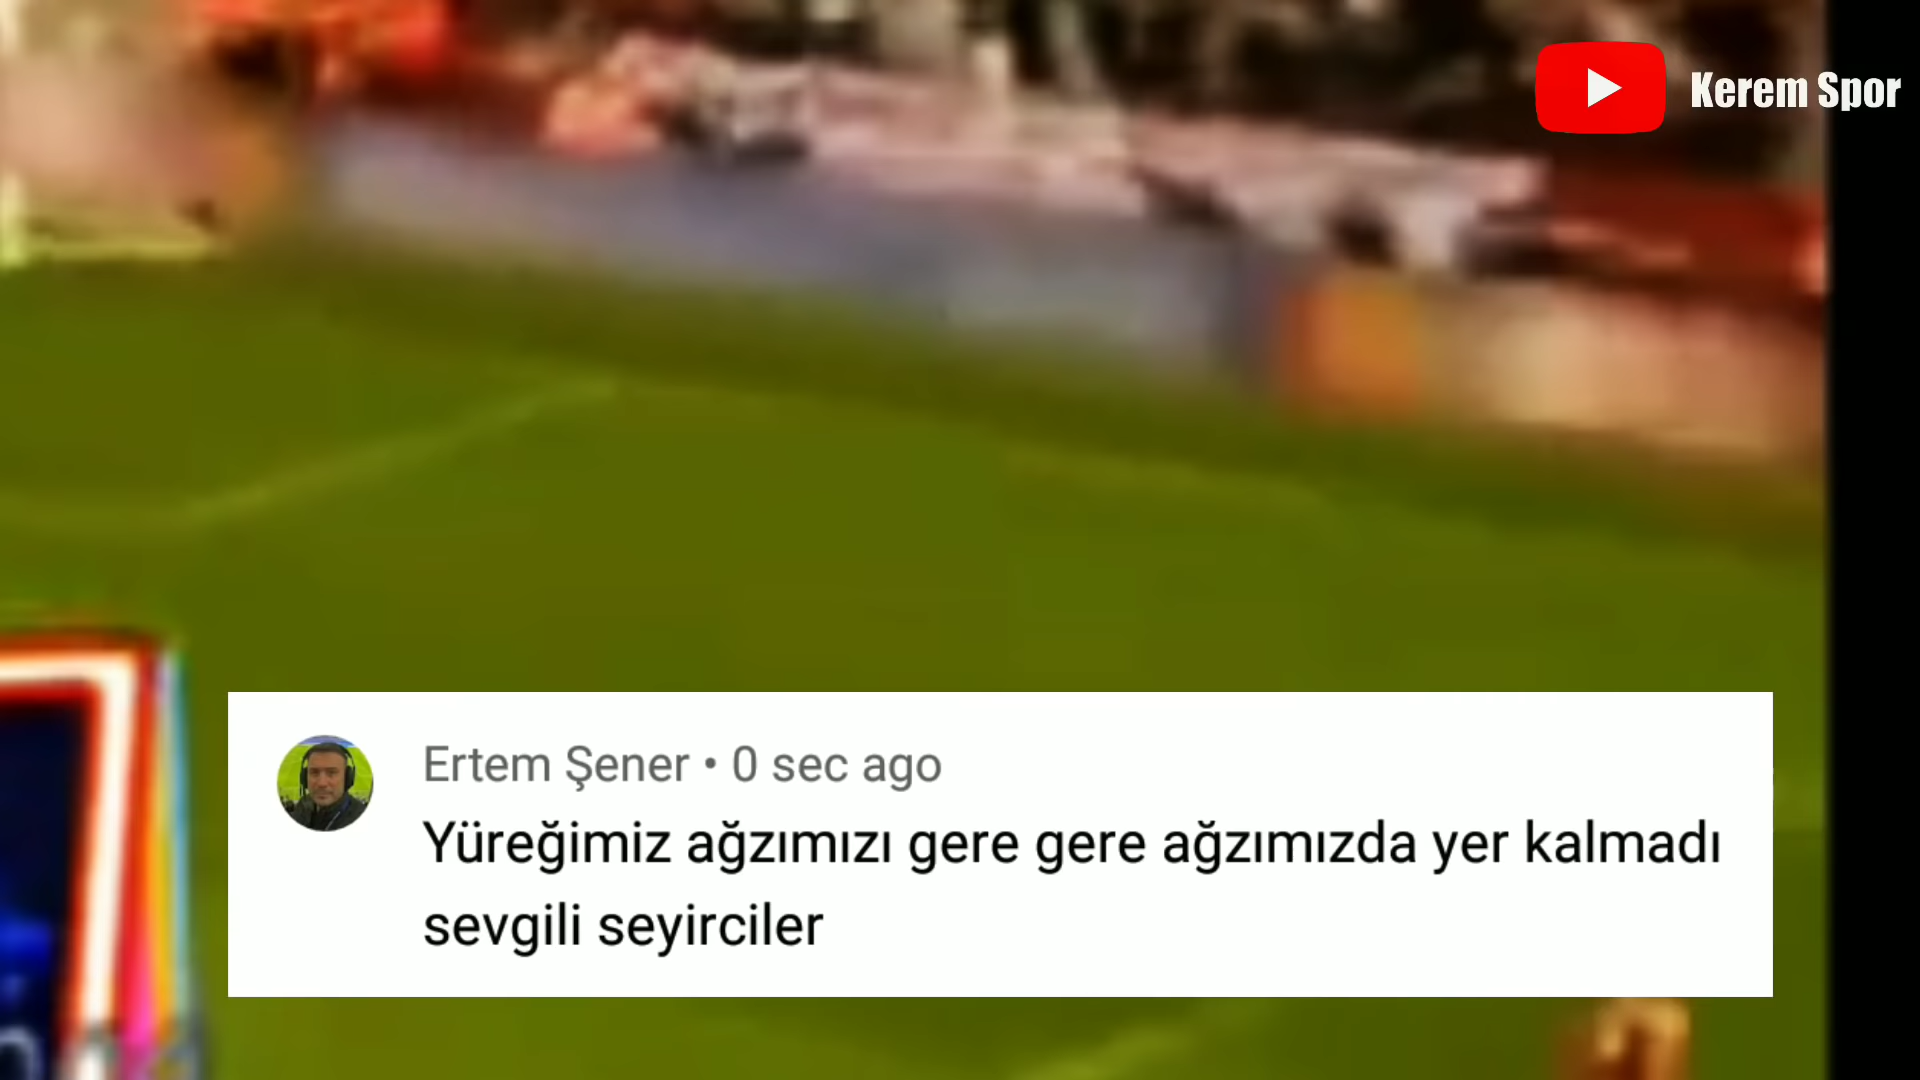 Kerem Spor
Ertem Şener • 0 sec ago
Yüreğimiz ağzımızı gere gere ağzımızda yer kalmadı
sevgili seyirciler